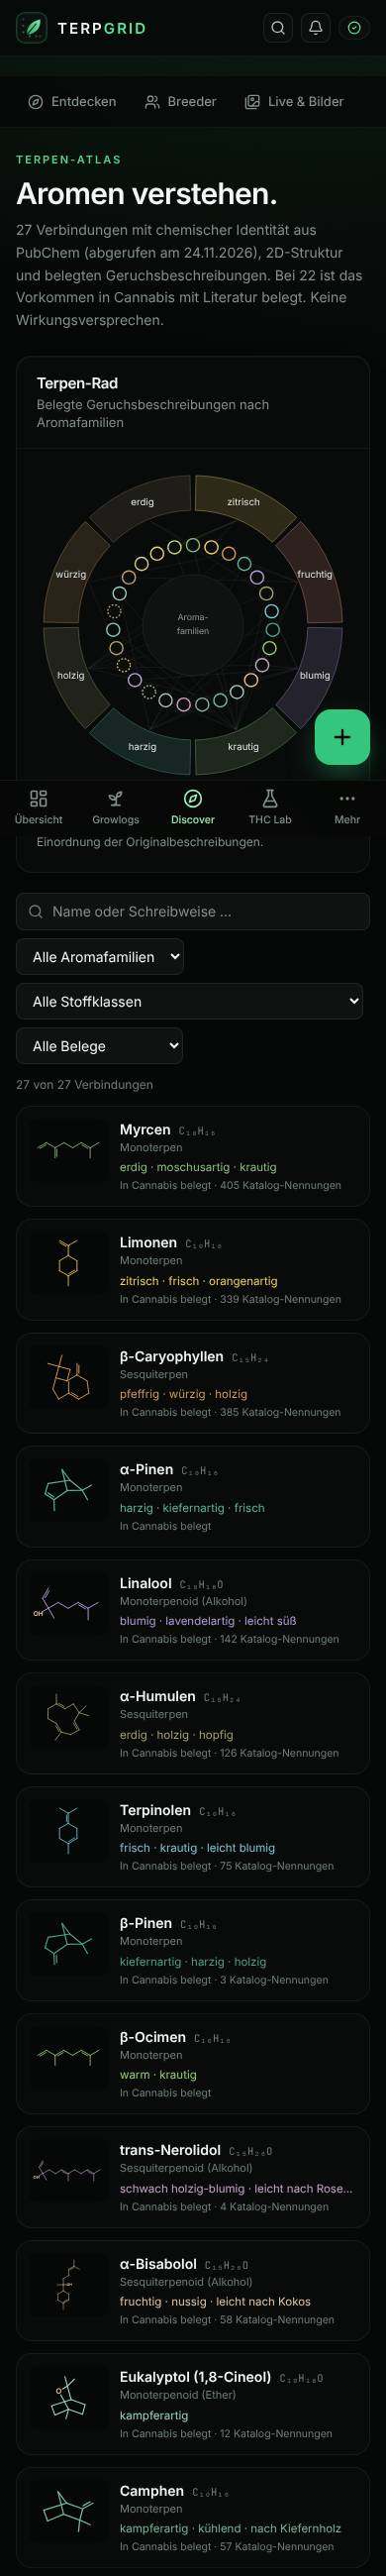 TERPGRID
Entdecken
Breeder
Live & Bilder
TERPEN-ATLAS
Aromen verstehen.
27 Verbindungen mit chemischer Identität aus
PubChem (abgerufen am 24.11.2026), 2D-Struktur
und belegten Geruchsbeschreibungen. Bei 22 ist das
Vorkommen in Cannabis mit Literatur belegt. Keine
Wirkungsversprechen.
Terpen-Rad
Belegte Geruchsbeschreibungen nach
Aromafamilien
erdig
zitrisch
würzig
fruchtig
Aroma-
familien
holzig
blumig
harzig
krautig
+
Übersicht
Growlogs
Discover
THC Lab
Mehr
Einordnung der Originalbeschreibungen.
Name oder Schreibweise ...
Alle Aromafamilien
Alle Stoffklassen
Alle Belege
27 von 27 Verbindungen
Myrcen C₁₀H₁₆
Monoterpen
erdig · moschusartig · krautig
In Cannabis belegt · 405 Katalog-Nennungen
Limonen C₁₀H₁₆
Monoterpen
zitrisch · frisch · orangenartig
In Cannabis belegt · 339 Katalog-Nennungen
β-Caryophyllen C₁₅H₂₄
Sesquiterpen
pfeffrig · würzig · holzig
In Cannabis belegt · 385 Katalog-Nennungen
α-Pinen C₁₀H₁₆
Monoterpen
harzig · kiefernartig · frisch
In Cannabis belegt
Linalool C₁₀H₁₈O
OH
Monoterpenoid (Alkohol)
blumig · lavendelartig · leicht süß
In Cannabis belegt · 142 Katalog-Nennungen
α-Humulen C₁₅H₂₄
Sesquiterpen
erdig · holzig · hopfig
In Cannabis belegt · 126 Katalog-Nennungen
Terpinolen C₁₀H₁₆
Monoterpen
frisch · krautig · leicht blumig
In Cannabis belegt · 75 Katalog-Nennungen
β-Pinen C₁₀H₁₆
Monoterpen
kiefernartig · harzig · holzig
In Cannabis belegt · 3 Katalog-Nennungen
β-Ocimen C₁₀H₁₆
Monoterpen
warm · krautig
In Cannabis belegt
trans-Nerolidol C₁₅H₂₆O
OH
Sesquiterpenoid (Alkohol)
schwach holzig-blumig · leicht nach Rose...
In Cannabis belegt · 4 Katalog-Nennungen
α-Bisabolol C₁₅H₂₆O
OH
Sesquiterpenoid (Alkohol)
fruchtig · nussig · leicht nach Kokos
In Cannabis belegt · 58 Katalog-Nennungen
Eukalyptol (1,8-Cineol) C₁₀H₁₈O
O
Monoterpenoid (Ether)
kampferartig
In Cannabis belegt · 12 Katalog-Nennungen
Camphen C₁₀H₁₆
Monoterpen
kampferartig · kühlend · nach Kiefernholz
In Cannabis belegt · 57 Katalog-Nennungen